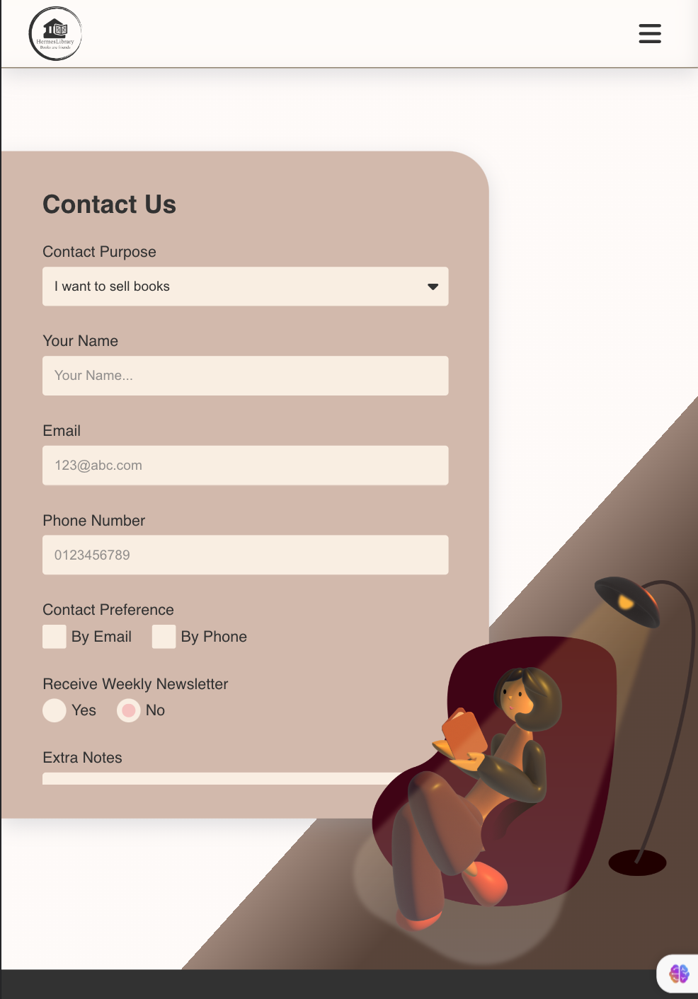 HermesLibrary
Books are friends
Contact Us
Contact Purpose
I want to sell books
Your Name
Your Name...
Email
123@abc.com
Phone Number
0123456789
Contact Preference
By Email By Phone
Receive Weekly Newsletter
Yes No
Extra Notes